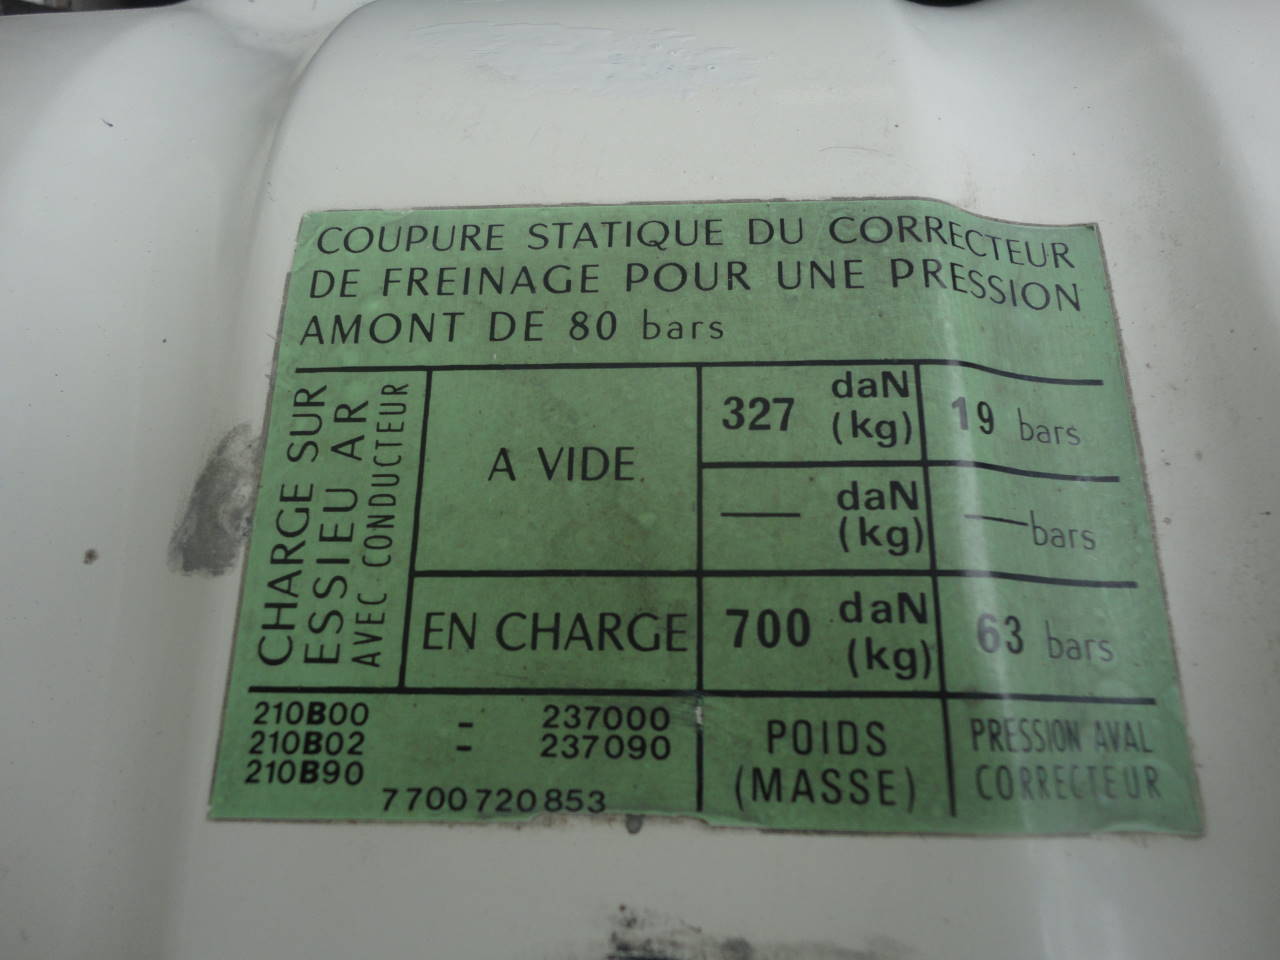 COUPURE STATIQUE DU CORRECTEUR
DE FREINAGE POUR UNE PRESSION
AMONT DE 80 bars
CHARGE SUR
ESSIEU AR
AVEC CONDUCTEUR
A VIDE
327 daN
(kg)
19 bars
— daN
(kg)
— bars
EN CHARGE
700 daN
(kg)
63 bars
210B00 - 237000
210B02 - 237090
210B90
7700720853
POIDS
(MASSE)
PRESSION AVAL
CORRECTEUR